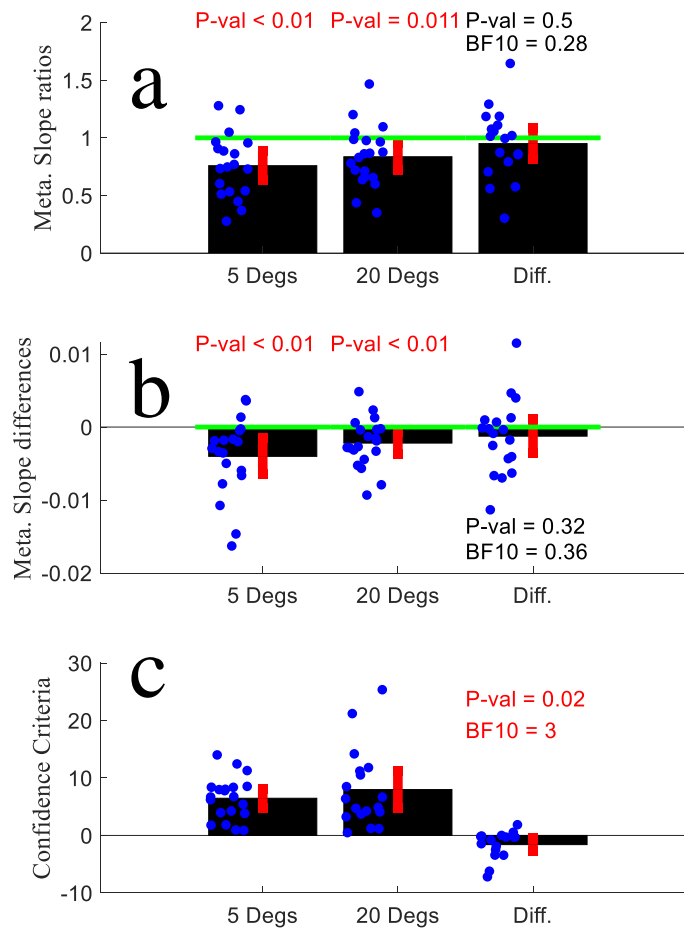 a
Meta. Slope ratios
2
1.5
1
0.5
0
P-val < 0.01
P-val = 0.011
P-val = 0.5
BF10 = 0.28
5 Degs
20 Degs
Diff.
b
Meta. Slope differences
0.01
0
-0.01
-0.02
P-val < 0.01
P-val < 0.01
P-val = 0.32
BF10 = 0.36
5 Degs
20 Degs
Diff.
c
Confidence Criteria
30
20
10
0
-10
P-val = 0.02
BF10 = 3
5 Degs
20 Degs
Diff.